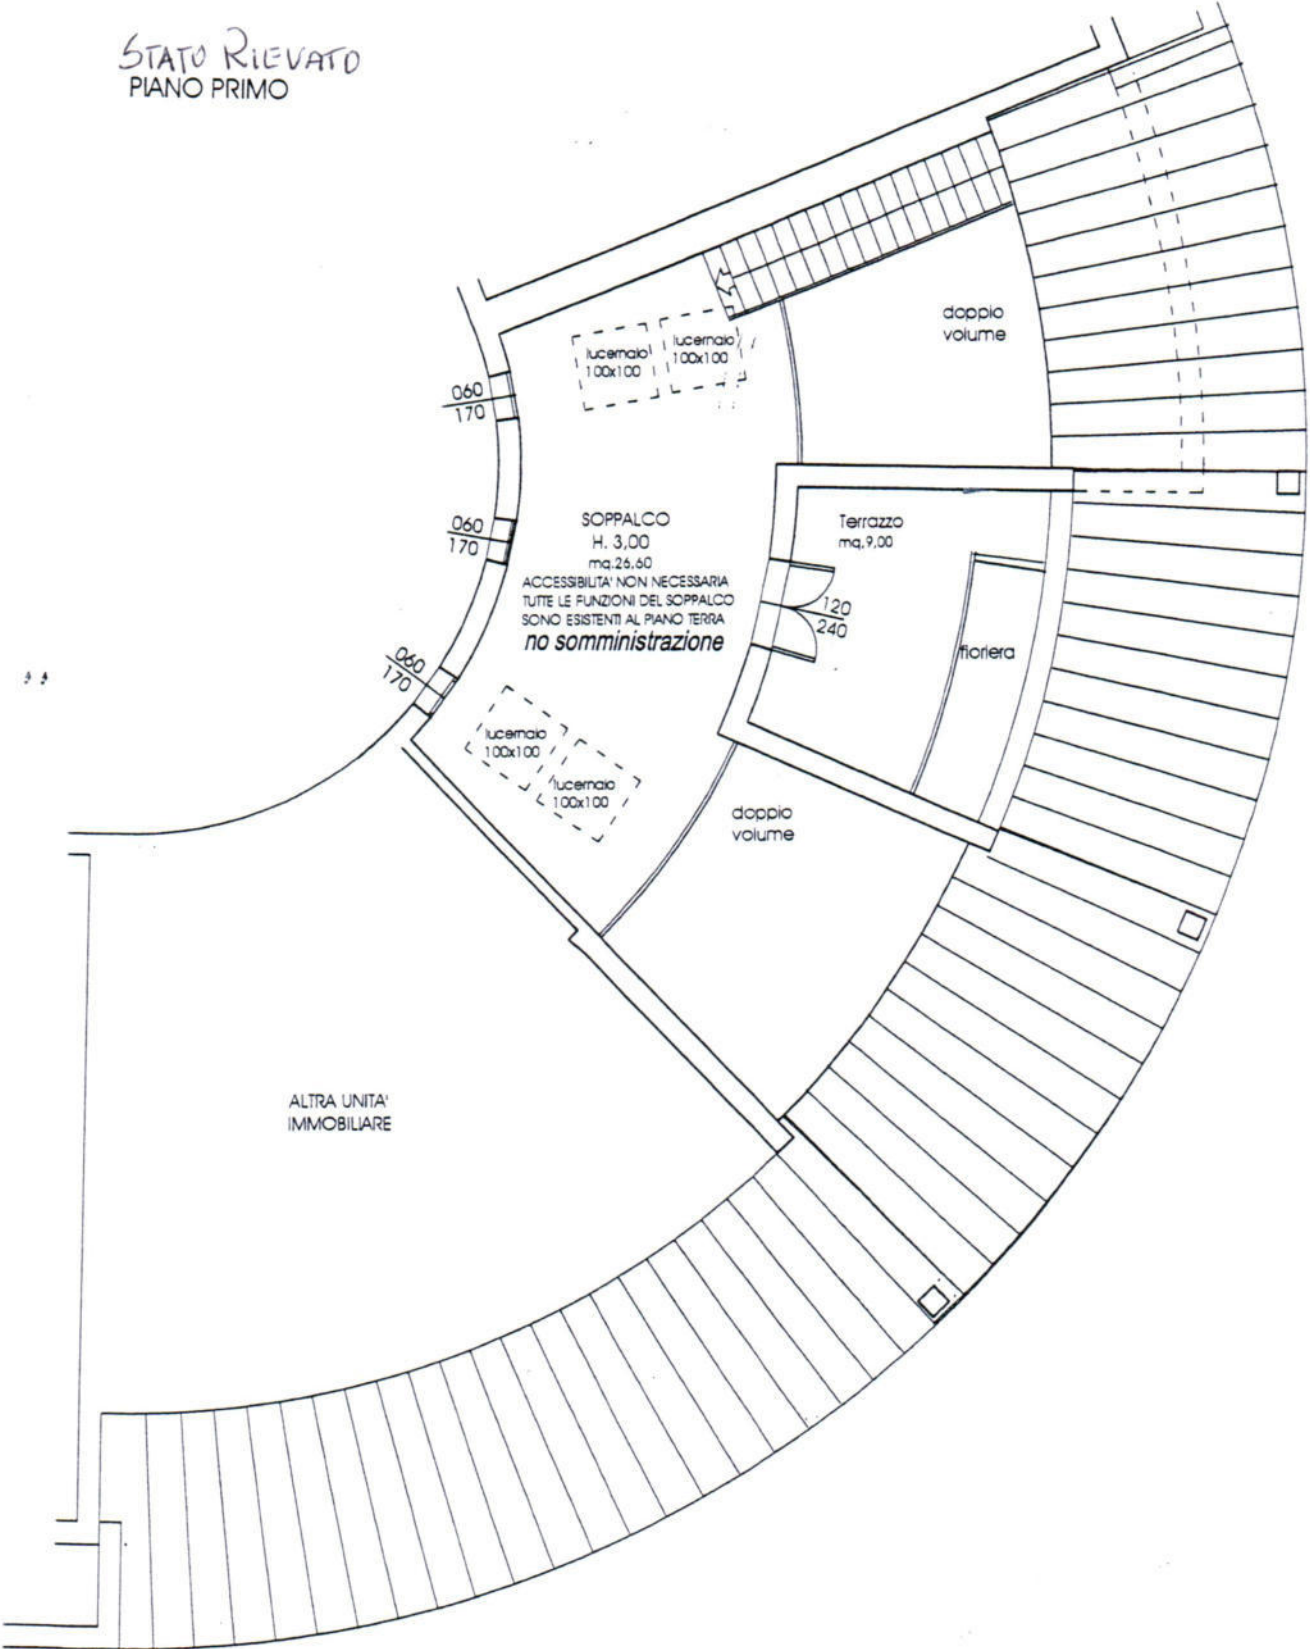 STATO RILEVATO
PIANO PRIMO
doppio
volume
lucernaio
100x100
lucernaio
100x100
060
170
060
170
060
170
SOPPALCO
H. 3,00
mq.26,60
ACCESSIBILITA' NON NECESSARIA
TUTTE LE FUNZIONI DEL SOPPALCO
SONO ESISTENTI AL PIANO TERRA
no somministrazione
Terrazzo
mq.9,00
120
240
fioriera
lucernaio
100x100
lucernaio
100x100
doppio
volume
ALTRA UNITA'
IMMOBILIARE